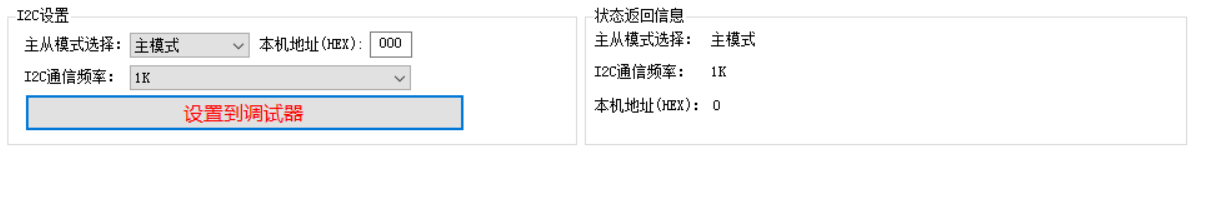 I2C设置
主从模式选择： 主模式 本机地址(HEX): 000
I2C通信频率： 1K
设置到调试器
状态返回信息
主从模式选择： 主模式
I2C通信频率： 1K
本机地址(HEX): 0